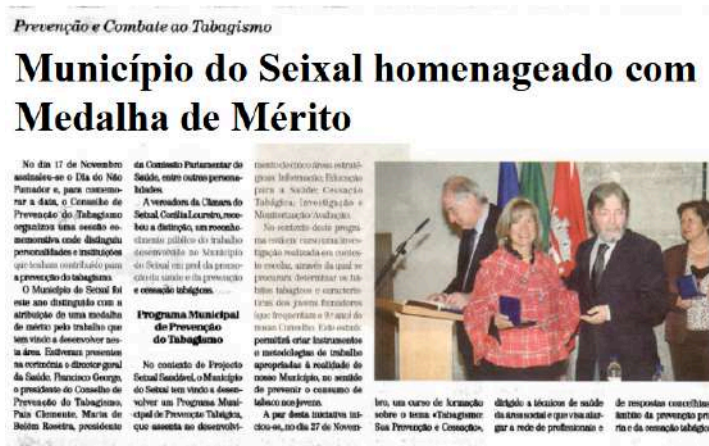 Prevenção e Combate ao Tabagismo
Município do Seixal homenageado com
Medalha de Mérito
No dia 17 de Novembro
assinalou-se o Dia do Não
Fumador e, para comemo-
rar a data, o Conselho de
Prevenção do Tabagismo
organizou uma sessão co-
memorativa onde distinguiu
personalidades e instituições
que tenham contribuído para
a prevenção do tabagismo.
O Município do Seixal foi
este ano distinguido com a
atribuição de uma medalha
de mérito pelo trabalho que
tem vindo a desenvolver nes-
ta área. Estiveram presentes
na cerimónia o director-geral
da Saúde, Francisco George,
o presidente do Conselho de
Prevenção do Tabagismo,
Pais Clemente, Maria de
Belém Roseira, presidente
da Comissão Parlamentar de
Saúde, entre outras persona-
lidades.
A vereadora da Câmara do
Seixal, Corália Loureiro, rece-
beu a distinção, um reconhe-
cimento público do trabalho
desenvolvido no Município
do Seixal em prol da promo-
ção da saúde e da prevenção
e cessação tabágicas.
Programa Municipal
de Prevenção
do Tabagismo
No contexto do Projecto
Seixal Saudável, o Município
do Seixal tem vindo a desen-
volver um Programa Muni-
cipal de Prevenção Tabágica,
que assenta no desenvolvi-
mento de cinco áreas estraté-
gicas: Informação; Educação
para a Saúde; Cessação
Tabágica; Investigação e
Monitorização/Avaliação.
No contexto deste progra-
ma está em curso uma inves-
tigação realizada em contex-
to escolar, através da qual se
procuram determinar os há-
bitos tabágicos e caracterís-
ticas dos jovens fumadores
que frequentam o 9º ano do
nosso Concelho. Este estudo
permitirá criar instrumentos
e metodologias de trabalho
apropriadas à realidade do
nosso Município, no sentido
de prevenir o consumo de
tabaco nos jovens.
A par desta iniciativa ini-
ciou-se, no dia 27 de Novem-
bro, um curso de formação
sobre o tema «Tabagismo:
Sua Prevenção e Cessação»,
dirigido a técnicos de saúde
da área social e que visa alar-
gar a rede de profissionais e
de respostas concelhias
âmbito da prevenção pri
ria e da cessação tabágica